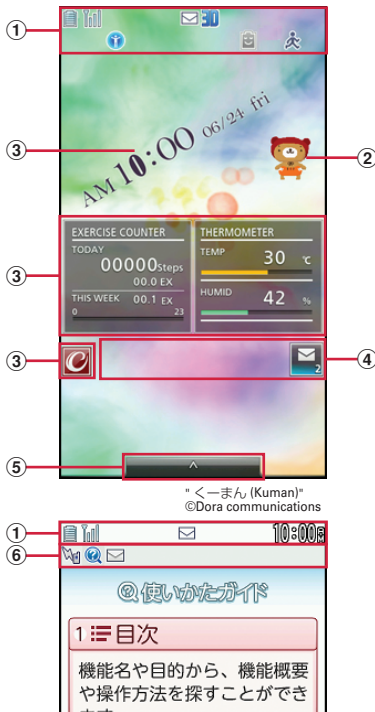 ①
3D
AM 10:00 06/24 fri
③
②
③
EXERCISE COUNTER
TODAY
00000Steps
00.0 EX
THIS WEEK 00.1 EX
0 23
THERMOMETER
TEMP 30 ℃
HUMID 42 %
③
2
④
⑤
" くーまん (Kuman)"
©Dora communications
①
10:00
⑥
使いかたガイド
1 目次
機能名や目的から、機能概要
や操作方法を探すことができ
ます